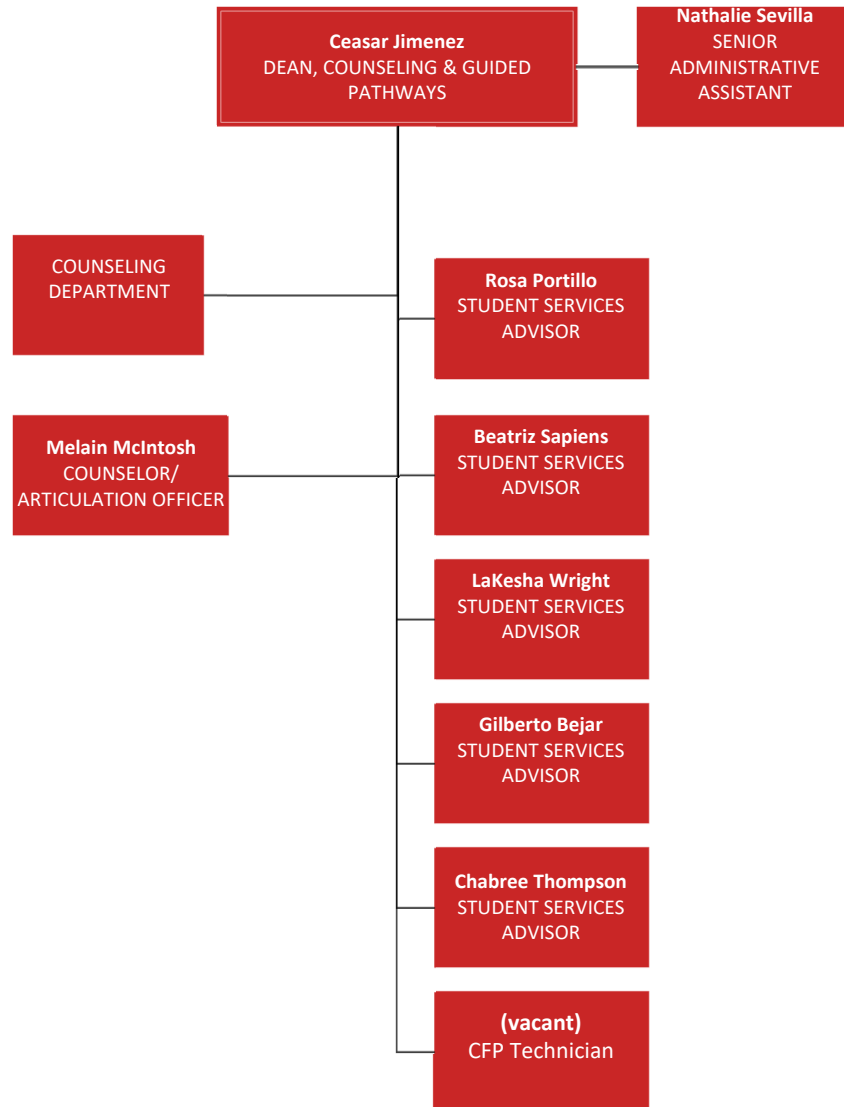 Ceasar Jimenez
DEAN, COUNSELING & GUIDED
PATHWAYS
Nathalie Sevilla
SENIOR
ADMINISTRATIVE
ASSISTANT
COUNSELING
DEPARTMENT
Rosa Portillo
STUDENT SERVICES
ADVISOR
Melain McIntosh
COUNSELOR/
ARTICULATION OFFICER
Beatriz Sapiens
STUDENT SERVICES
ADVISOR
LaKesha Wright
STUDENT SERVICES
ADVISOR
Gilberto Bejar
STUDENT SERVICES
ADVISOR
Chabree Thompson
STUDENT SERVICES
ADVISOR
(vacant)
CFP Technician